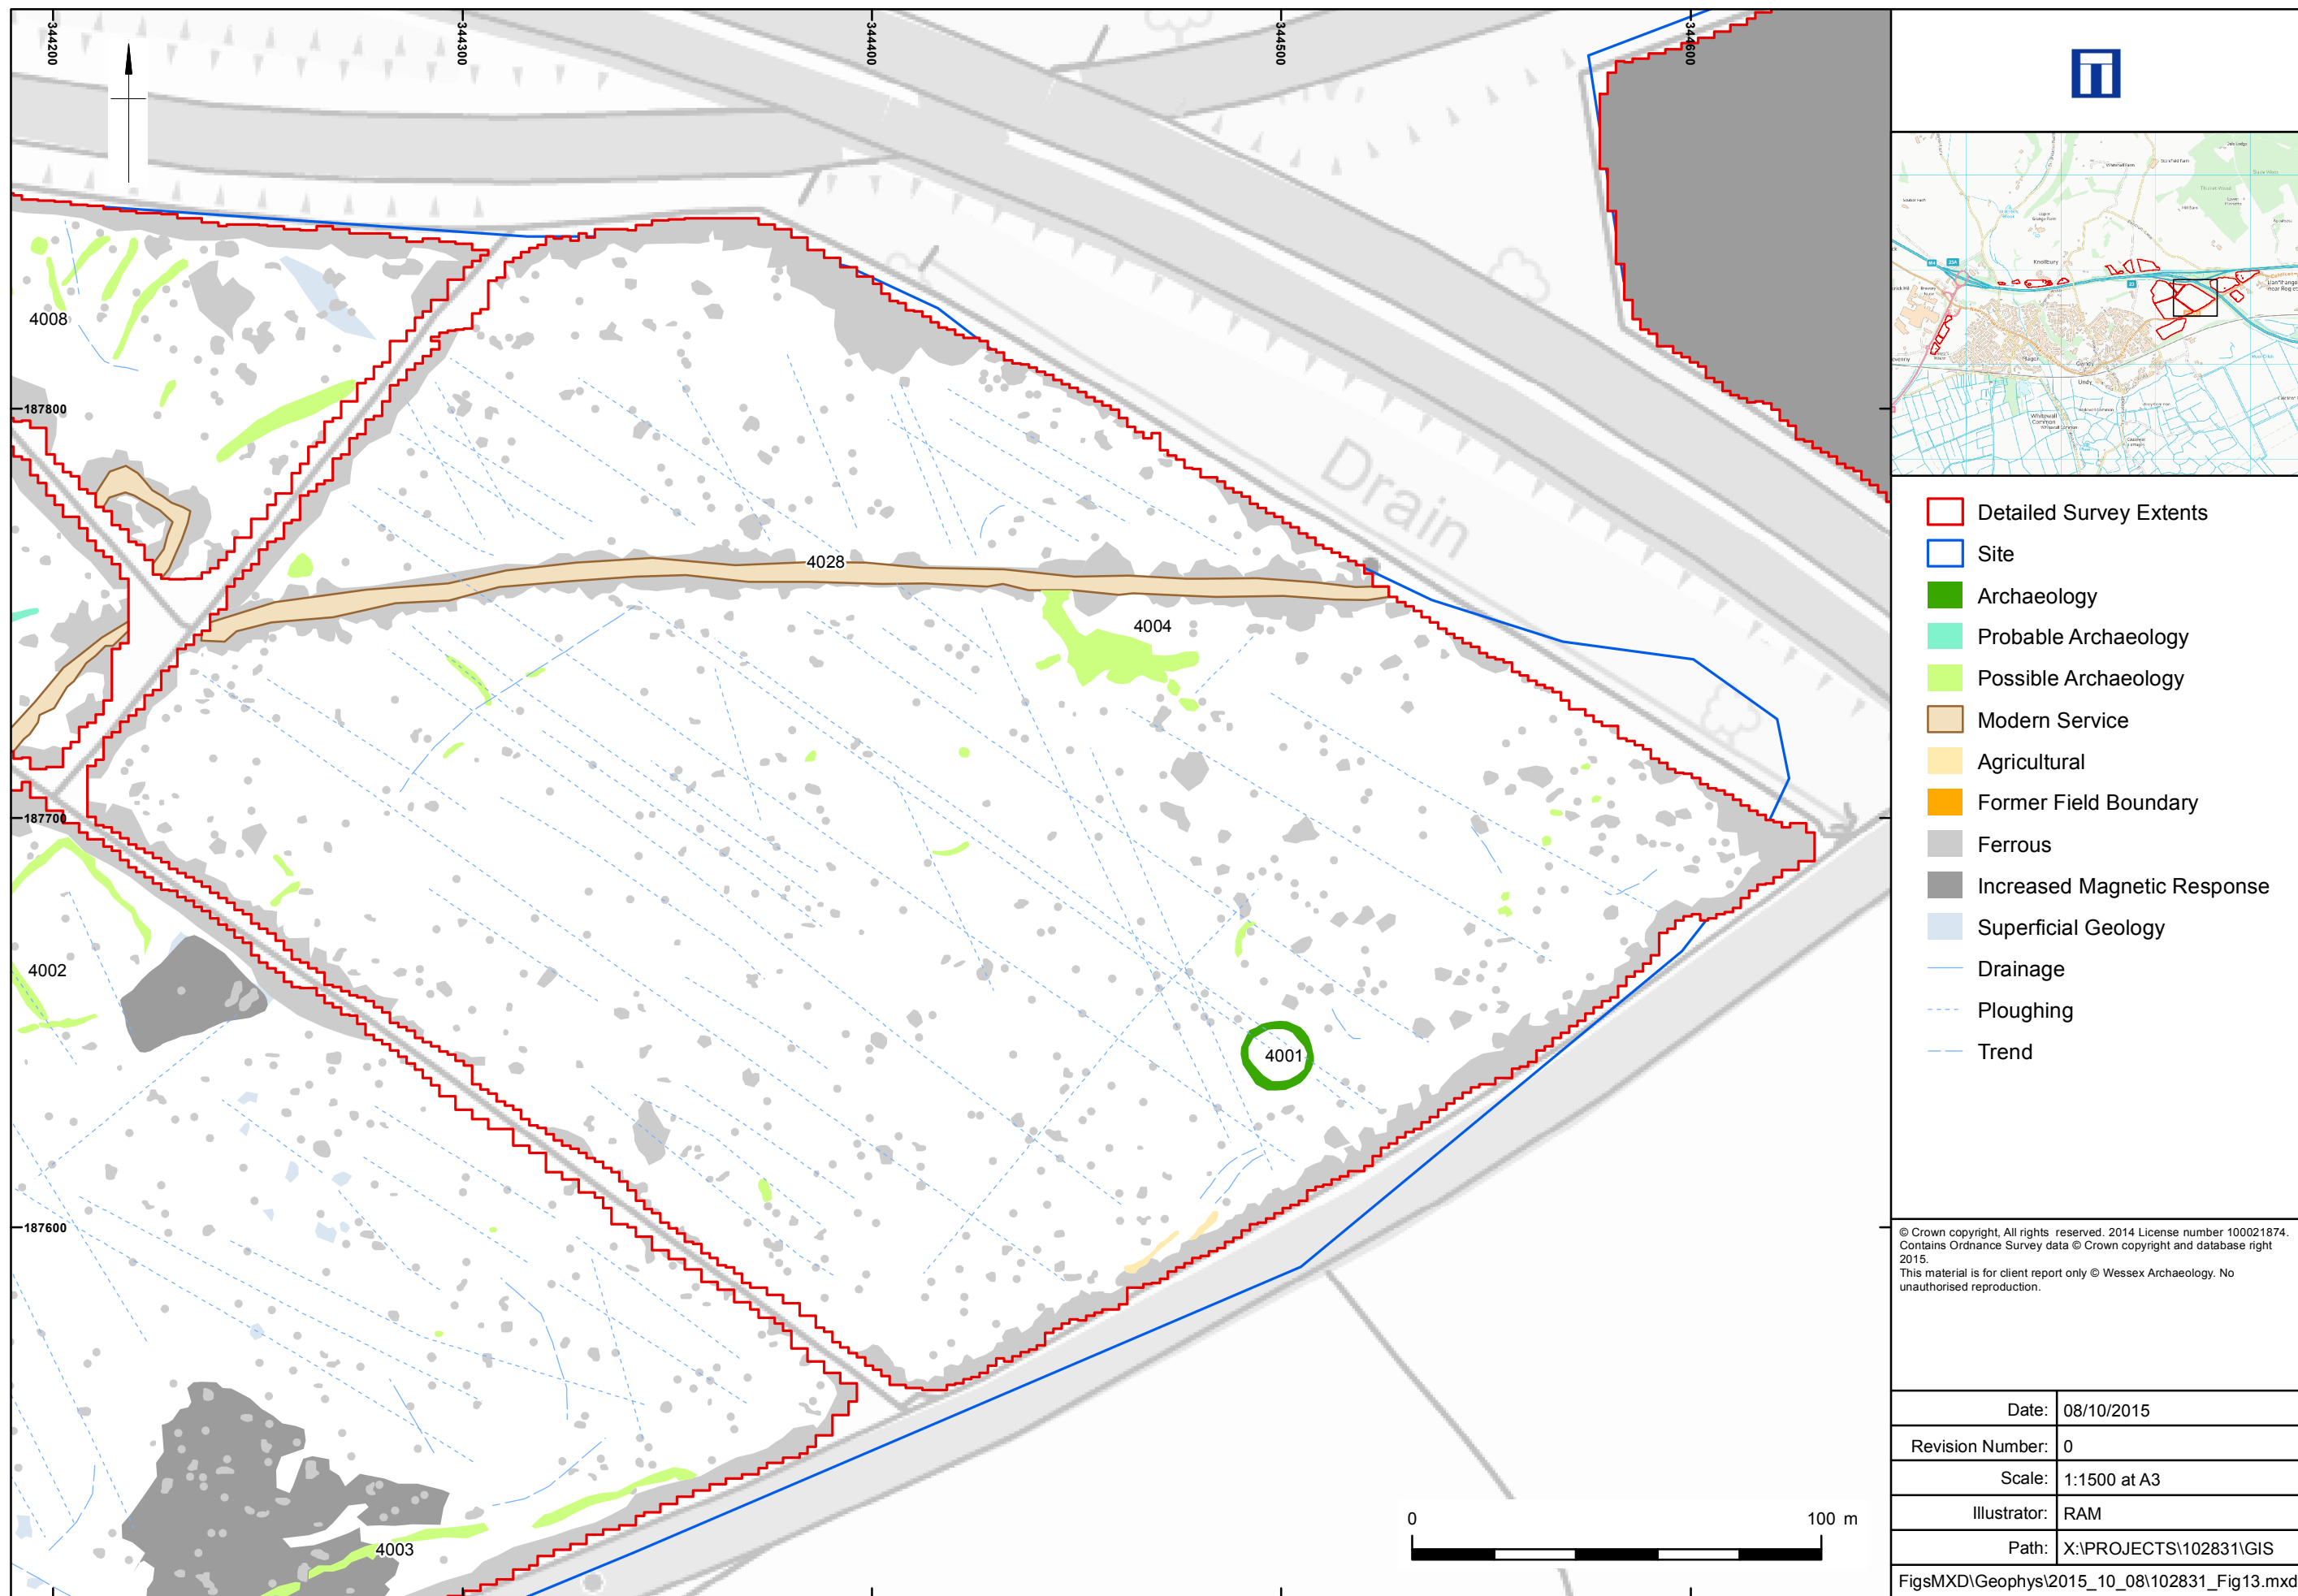 344200
344300
344400
344500
344600
187800
187700
187600
4008
4028
4004
4002
4001
4003
Drain
0 100 m
Knollbury
Magor
Undy
Whitewall
Common
Detailed Survey Extents
Site
Archaeology
Probable Archaeology
Possible Archaeology
Modern Service
Agricultural
Former Field Boundary
Ferrous
Increased Magnetic Response
Superficial Geology
Drainage
Ploughing
Trend
© Crown copyright, All rights reserved. 2014 License number 100021874.
Contains Ordnance Survey data © Crown copyright and database right
2015.
This material is for client report only © Wessex Archaeology. No
unauthorised reproduction.
Date: 08/10/2015
Revision Number: 0
Scale: 1:1500 at A3
Illustrator: RAM
Path: X:\PROJECTS\102831\GIS
FigsMXD\Geophys\2015_10_08\102831_Fig13.mxd